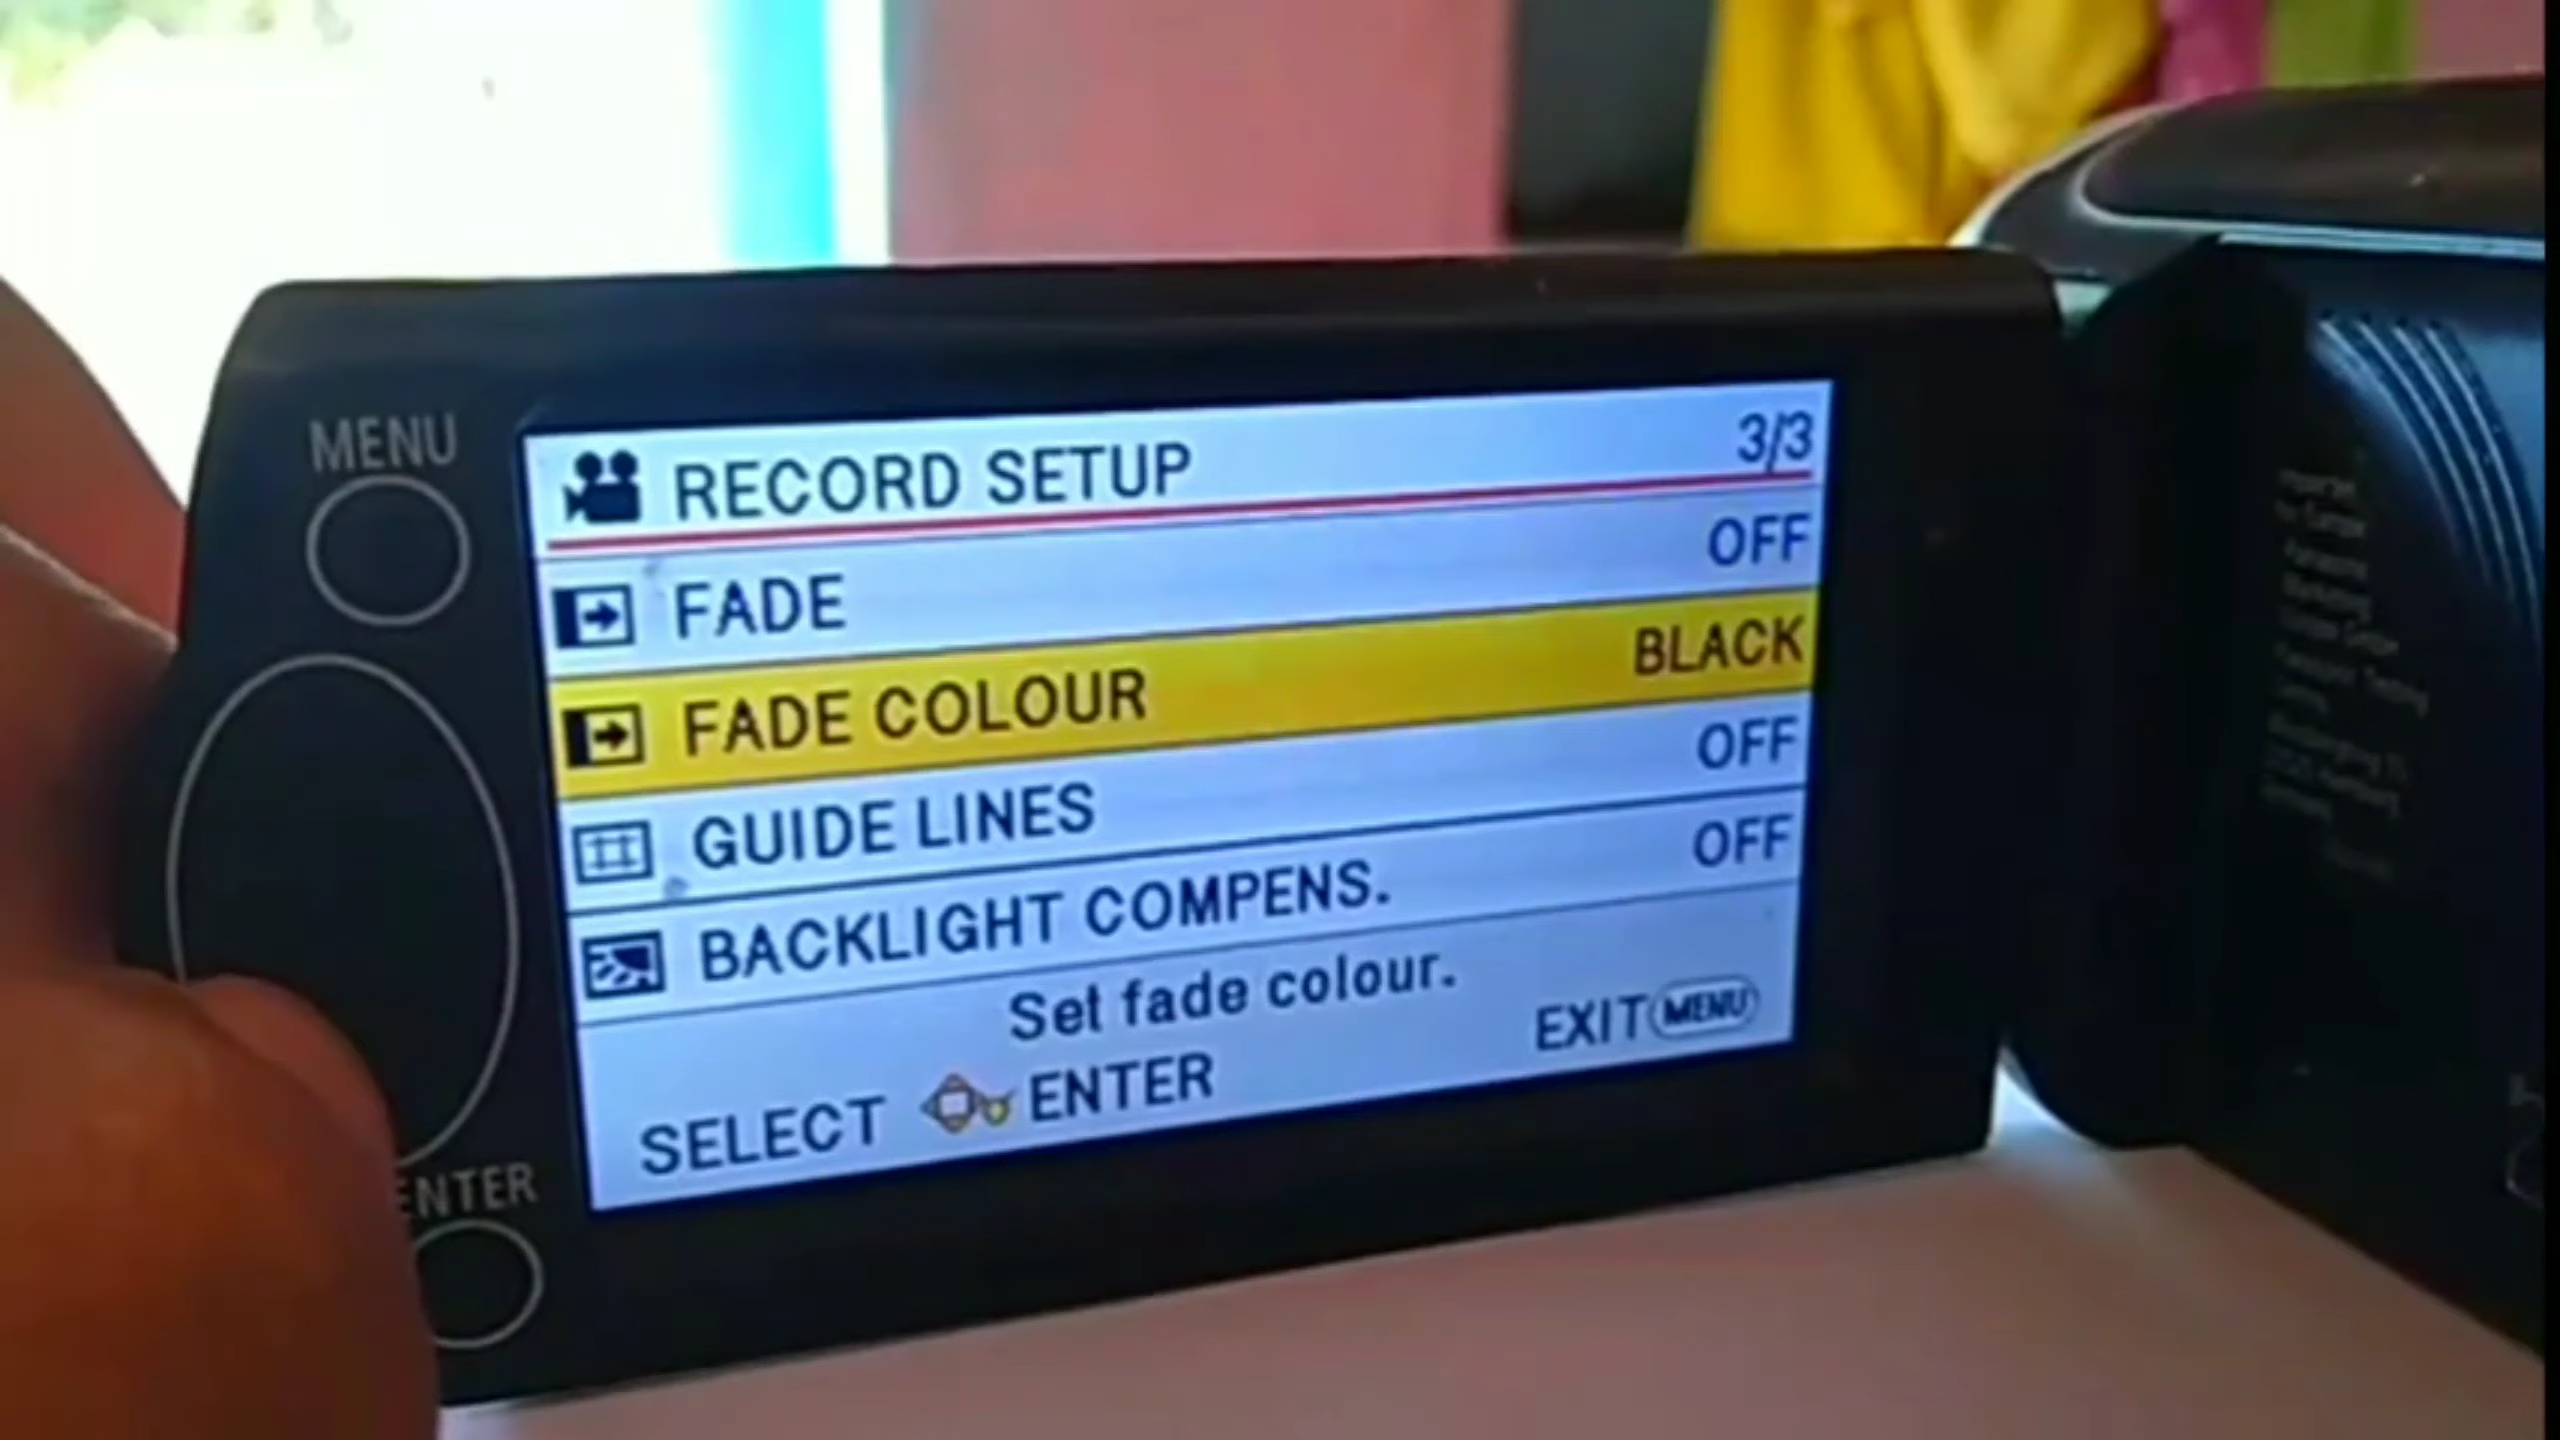 MENU
RECORD SETUP 3/3
FADE OFF
FADE COLOUR BLACK
GUIDE LINES OFF
BACKLIGHT COMPENS. OFF
Set fade colour.
SELECT ENTER EXIT MENU
ENTER